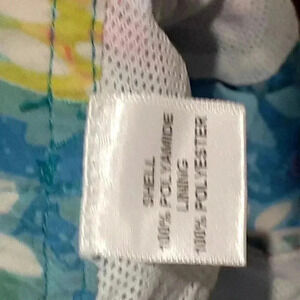 SHELL
100% POLYAMIDE
LINING
100% POLYESTER